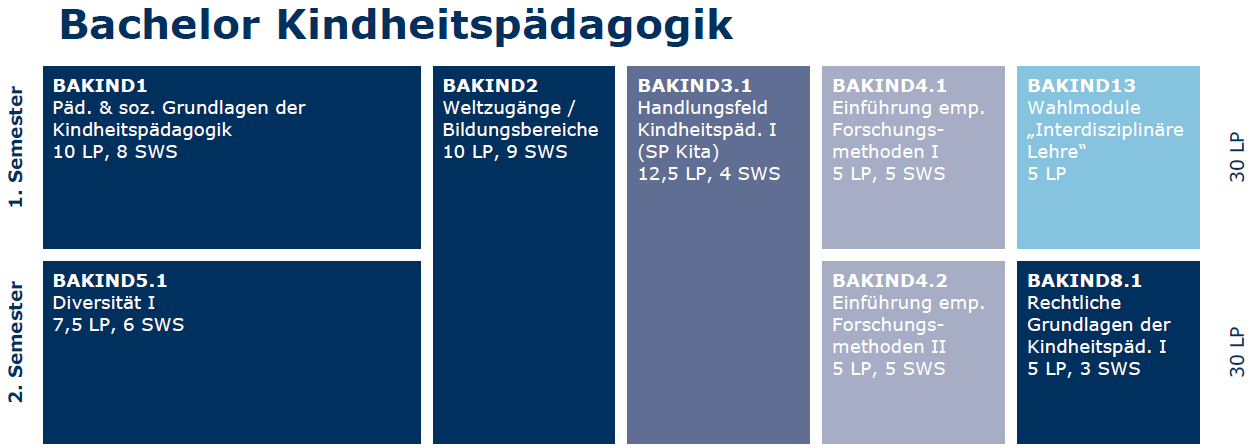 Bachelor Kindheitspädagogik
1. Semester
BAKIND1
Päd. & soz. Grundlagen der
Kindheitspädagogik
10 LP, 8 SWS
BAKIND2
Weltzugänge /
Bildungsbereiche
10 LP, 9 SWS
BAKIND3.1
Handlungsfeld
Kindheitspäd. I
(SP Kita)
12,5 LP, 4 SWS
BAKIND4.1
Einführung emp.
Forschungs-
methoden I
5 LP, 5 SWS
BAKIND13
Wahlmodule
„Interdisziplinäre
Lehre“
5 LP
30 LP
2. Semester
BAKIND5.1
Diversität I
7,5 LP, 6 SWS
BAKIND4.2
Einführung emp.
Forschungs-
methoden II
5 LP, 5 SWS
BAKIND8.1
Rechtliche
Grundlagen der
Kindheitspäd. I
5 LP, 3 SWS
30 LP